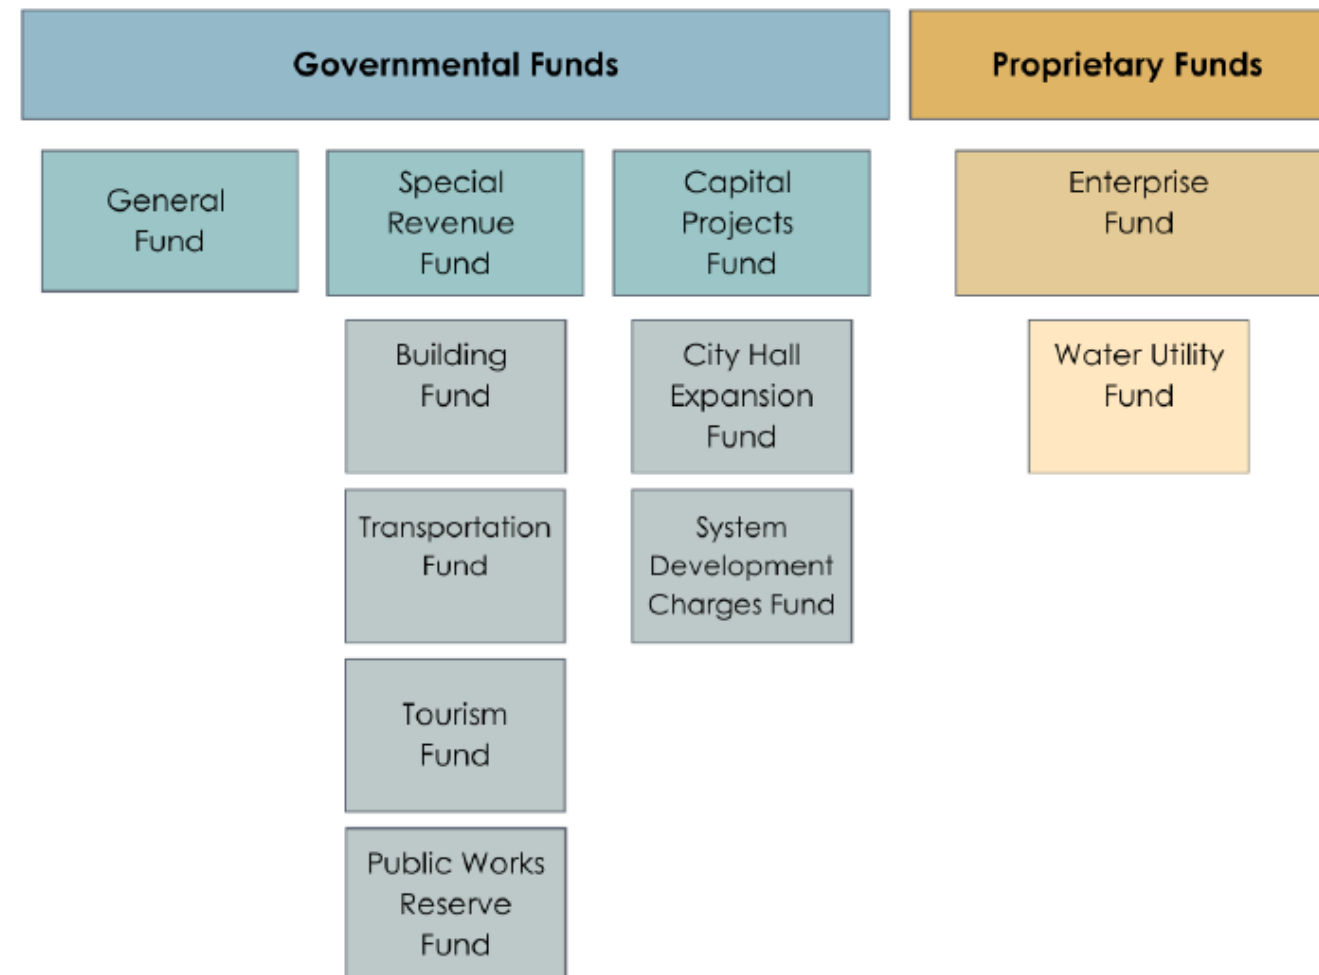 Governmental Funds
Proprietary Funds
General
Fund
Special
Revenue
Fund
Capital
Projects
Fund
Enterprise
Fund
Building
Fund
City Hall
Expansion
Fund
Water Utility
Fund
Transportation
Fund
System
Development
Charges Fund
Tourism
Fund
Public Works
Reserve
Fund